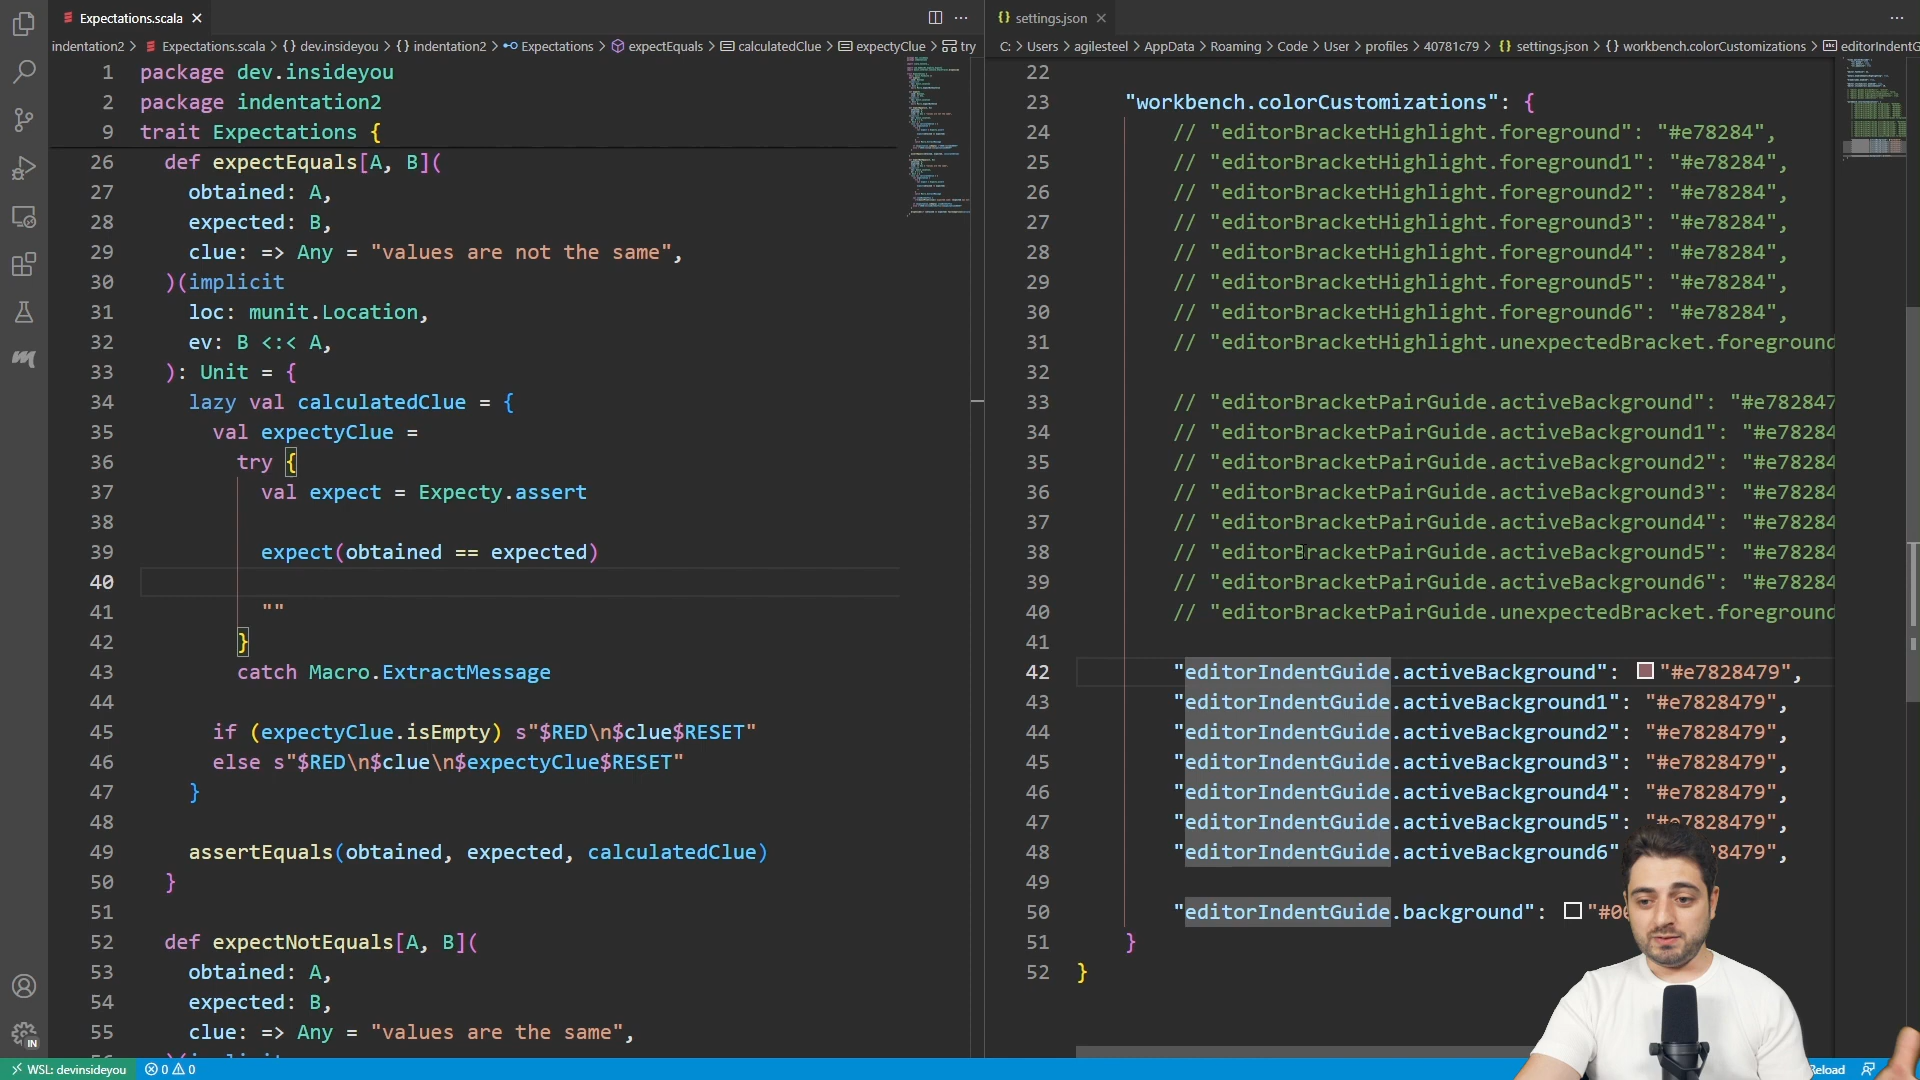 Expectations.scala
indentation2 > Expectations.scala > {} dev.insideyou > {} indentation2 > Expectations > expectEquals > calculatedClue > expectyClue > try
1 package dev.insideyou
2 package indentation2
9 trait Expectations {
26 def expectEquals[A, B](
27 obtained: A,
28 expected: B,
29 clue: => Any = "values are not the same",
30 )(implicit
31 loc: munit.Location,
32 ev: B <:< A,
33 ): Unit = {
34 lazy val calculatedClue = {
35 val expectyClue =
36 try {
37 val expect = Expecty.assert
38
39 expect(obtained == expected)
40
41 ""
42 }
43 catch Macro.ExtractMessage
44
45 if (expectyClue.isEmpty) s"$RED\n$clue$RESET"
46 else s"$RED\n$clue\n$expectyClue$RESET"
47 }
48
49 assertEquals(obtained, expected, calculatedClue)
50 }
51
52 def expectNotEquals[A, B](
53 obtained: A,
54 expected: B,
55 clue: => Any = "values are the same",
{} settings.json
C: > Users > agilesteel > AppData > Roaming > Code > User > profiles > 40781c79 > {} settings.json > {} workbench.colorCustomizations > editorIndentG
22
23 "workbench.colorCustomizations": {
24 // "editorBracketHighlight.foreground": "#e78284",
25 // "editorBracketHighlight.foreground1": "#e78284",
26 // "editorBracketHighlight.foreground2": "#e78284",
27 // "editorBracketHighlight.foreground3": "#e78284",
28 // "editorBracketHighlight.foreground4": "#e78284",
29 // "editorBracketHighlight.foreground5": "#e78284",
30 // "editorBracketHighlight.foreground6": "#e78284",
31 // "editorBracketHighlight.unexpectedBracket.foreground
32
33 // "editorBracketPairGuide.activeBackground": "#e782847
34 // "editorBracketPairGuide.activeBackground1": "#e78284
35 // "editorBracketPairGuide.activeBackground2": "#e78284
36 // "editorBracketPairGuide.activeBackground3": "#e78284
37 // "editorBracketPairGuide.activeBackground4": "#e78284
38 // "editorBracketPairGuide.activeBackground5": "#e78284
39 // "editorBracketPairGuide.activeBackground6": "#e78284
40 // "editorBracketPairGuide.unexpectedBracket.foreground
41
42 "editorIndentGuide.activeBackground": "#e7828479",
43 "editorIndentGuide.activeBackground1": "#e7828479",
44 "editorIndentGuide.activeBackground2": "#e7828479",
45 "editorIndentGuide.activeBackground3": "#e7828479",
46 "editorIndentGuide.activeBackground4": "#e7828479",
47 "editorIndentGuide.activeBackground5": "#e7828479",
48 "editorIndentGuide.activeBackground6" 8479",
49
50 "editorIndentGuide.background": "#0
51 }
52 }
IN
WSL: devinsideyou 0 0
Reload